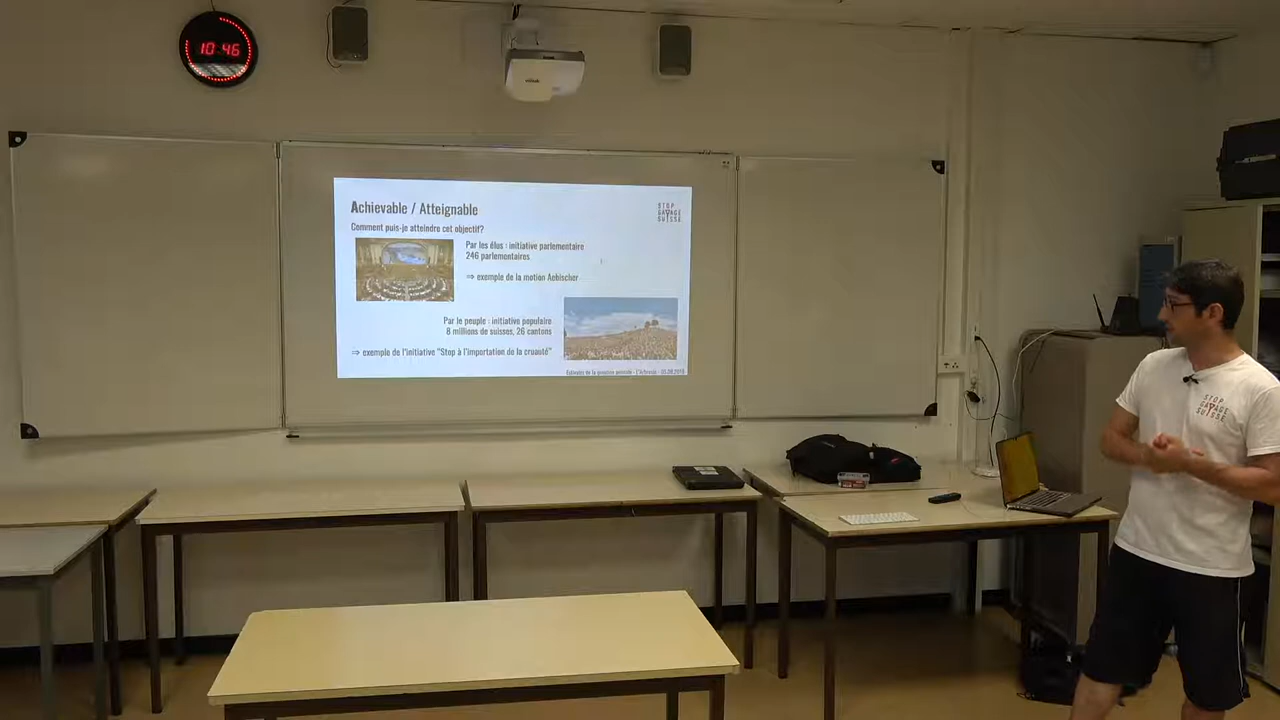 10:46
Achievable / Atteignable
STOP
GAVAGE
SUISSE
Comment puis-je atteindre cet objectif?
Par les élus : initiative parlementaire
246 parlementaires
⇒ exemple de la motion Aebischer
Par le peuple : initiative populaire
8 millions de suisses, 26 cantons
⇒ exemple de l'initiative "Stop à l'importation de la cruauté"
STOP
GAVAGE
SUISSE